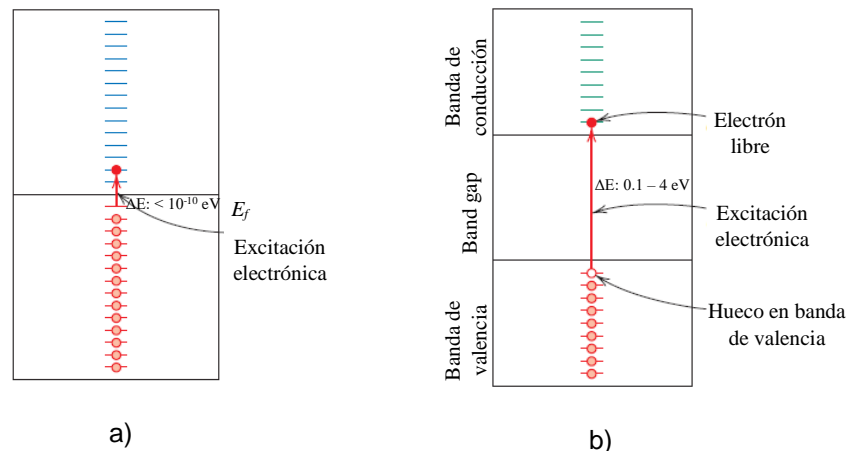 ΔE: < 10⁻¹⁰ eV
E_f
Excitación
electrónica
a)
Banda de
conducción
Band gap
Banda de
valencia
Electrón
libre
ΔE: 0.1 – 4 eV
Excitación
electrónica
Hueco en banda
de valencia
b)